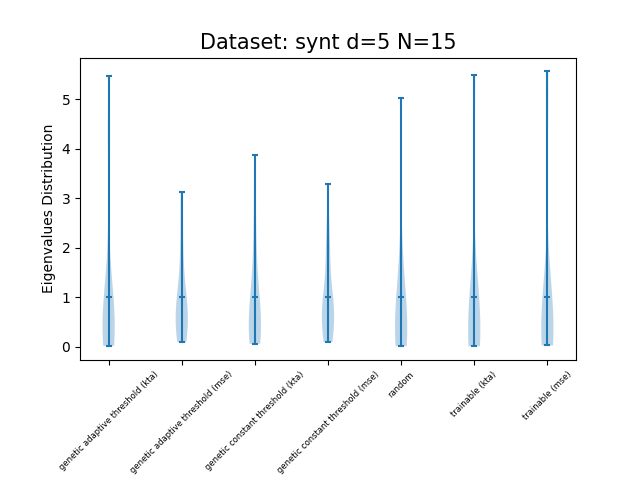 Dataset: synt d=5 N=15
Eigenvalues Distribution
5
4
3
2
1
0
genetic adaptive threshold (kta)
genetic adaptive threshold (mse)
genetic constant threshold (kta)
genetic constant threshold (mse)
random
trainable (kta)
trainable (mse)